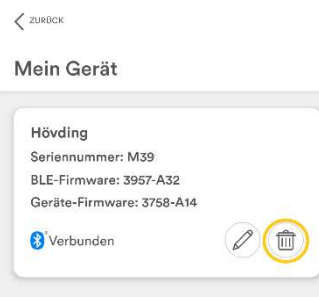 ZURÜCK
Mein Gerät
Hövding
Seriennummer: M39
BLE-Firmware: 3957-A32
Geräte-Firmware: 3758-A14
Verbunden